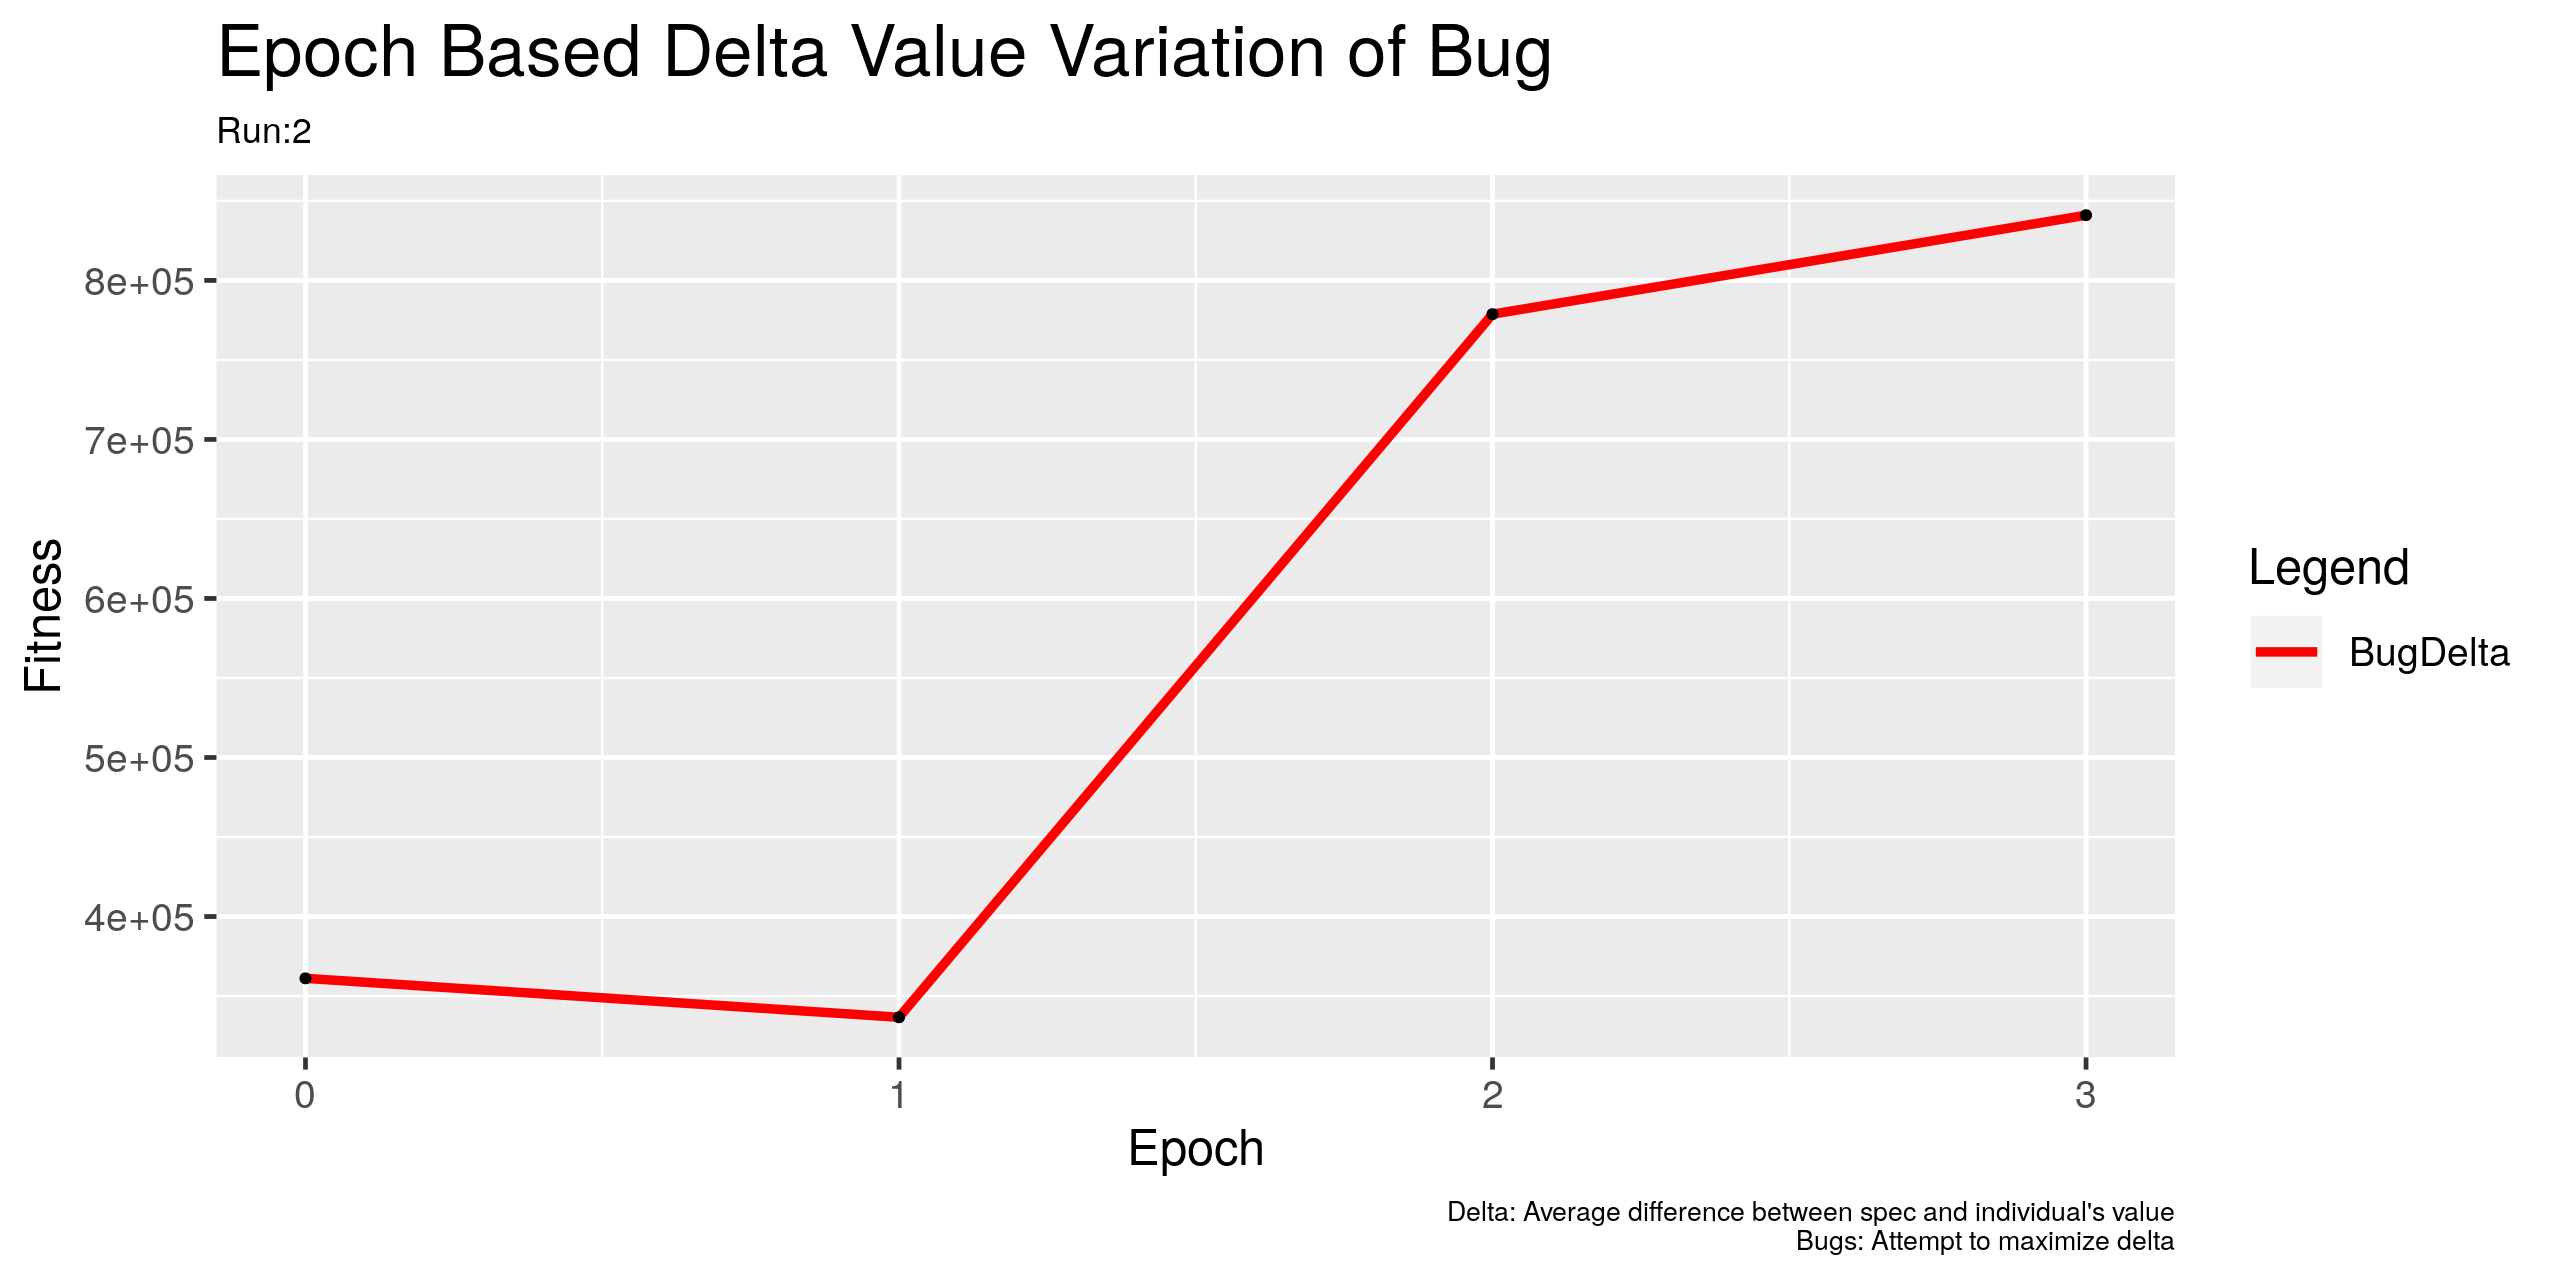 Epoch Based Delta Value Variation of Bug
Run:2
8e+05
7e+05
6e+05
5e+05
4e+05
Fitness
0 1 2 3
Epoch
Legend
BugDelta
Delta: Average difference between spec and individual's value
Bugs: Attempt to maximize delta